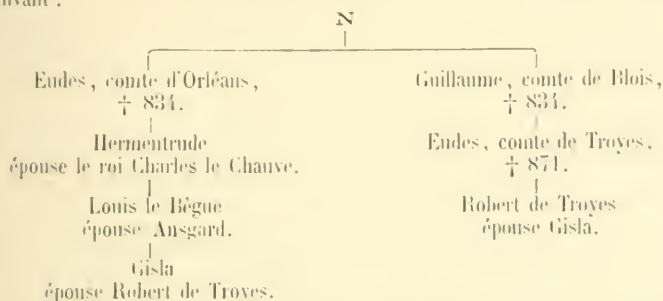 ivant :
N
Eudes, comte d'Orléans,
† 834.
Hermentrude
épouse le roi Charles le Chauve.
Louis le Bègue
épouse Ansgard.
Gisla
épouse Robert de Troyes.
Guillaume, comte de Blois,
† 834.
Eudes, comte de Troyes,
† 871.
Robert de Troyes
épouse Gisla.